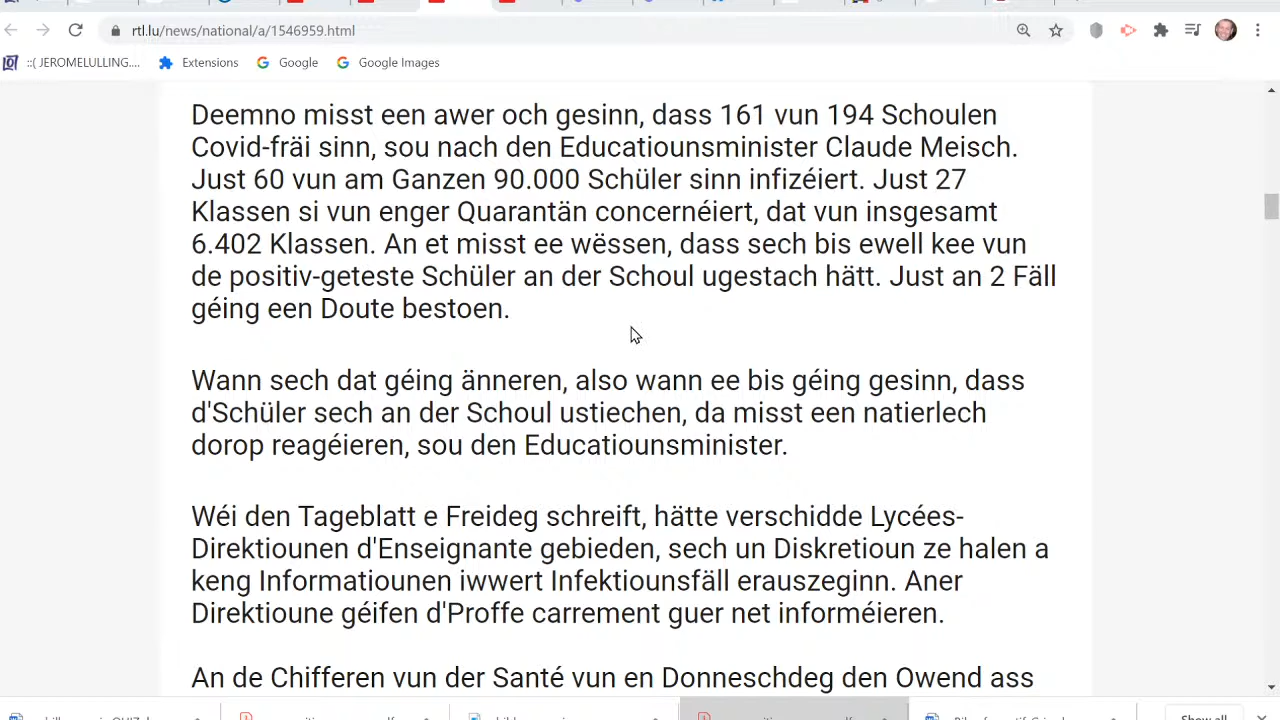 rtl.lu/news/national/a/1546959.html
::( JEROMELULLING.... Extensions Google Google Images
Deemno misst een awer och gesinn, dass 161 vun 194 Schoulen
Covid-fräi sinn, sou nach den Educatiounsminister Claude Meisch.
Just 60 vun am Ganzen 90.000 Schüler sinn infizéiert. Just 27
Klassen si vun enger Quarantän concernéiert, dat vun insgesamt
6.402 Klassen. An et misst ee wëssen, dass sech bis ewell kee vun
de positiv-geteste Schüler an der Schoul ugestach hätt. Just an 2 Fäll
géing een Doute bestoen.
Wann sech dat géing änneren, also wann ee bis géing gesinn, dass
d'Schüler sech an der Schoul ustiechen, da misst een natierlech
dorop reagéieren, sou den Educatiounsminister.
Wéi den Tageblatt e Freideg schreift, hätte verschidde Lycées-
Direktiounen d'Enseignante gebieden, sech un Diskretioun ze halen a
keng Informatiounen iwwert Infektiounsfäll erauszeginn. Aner
Direktioune géifen d'Proffe carrement guer net informéieren.
An de Chifferen vun der Santé vun en Donneschdeg den Owend ass
Show all